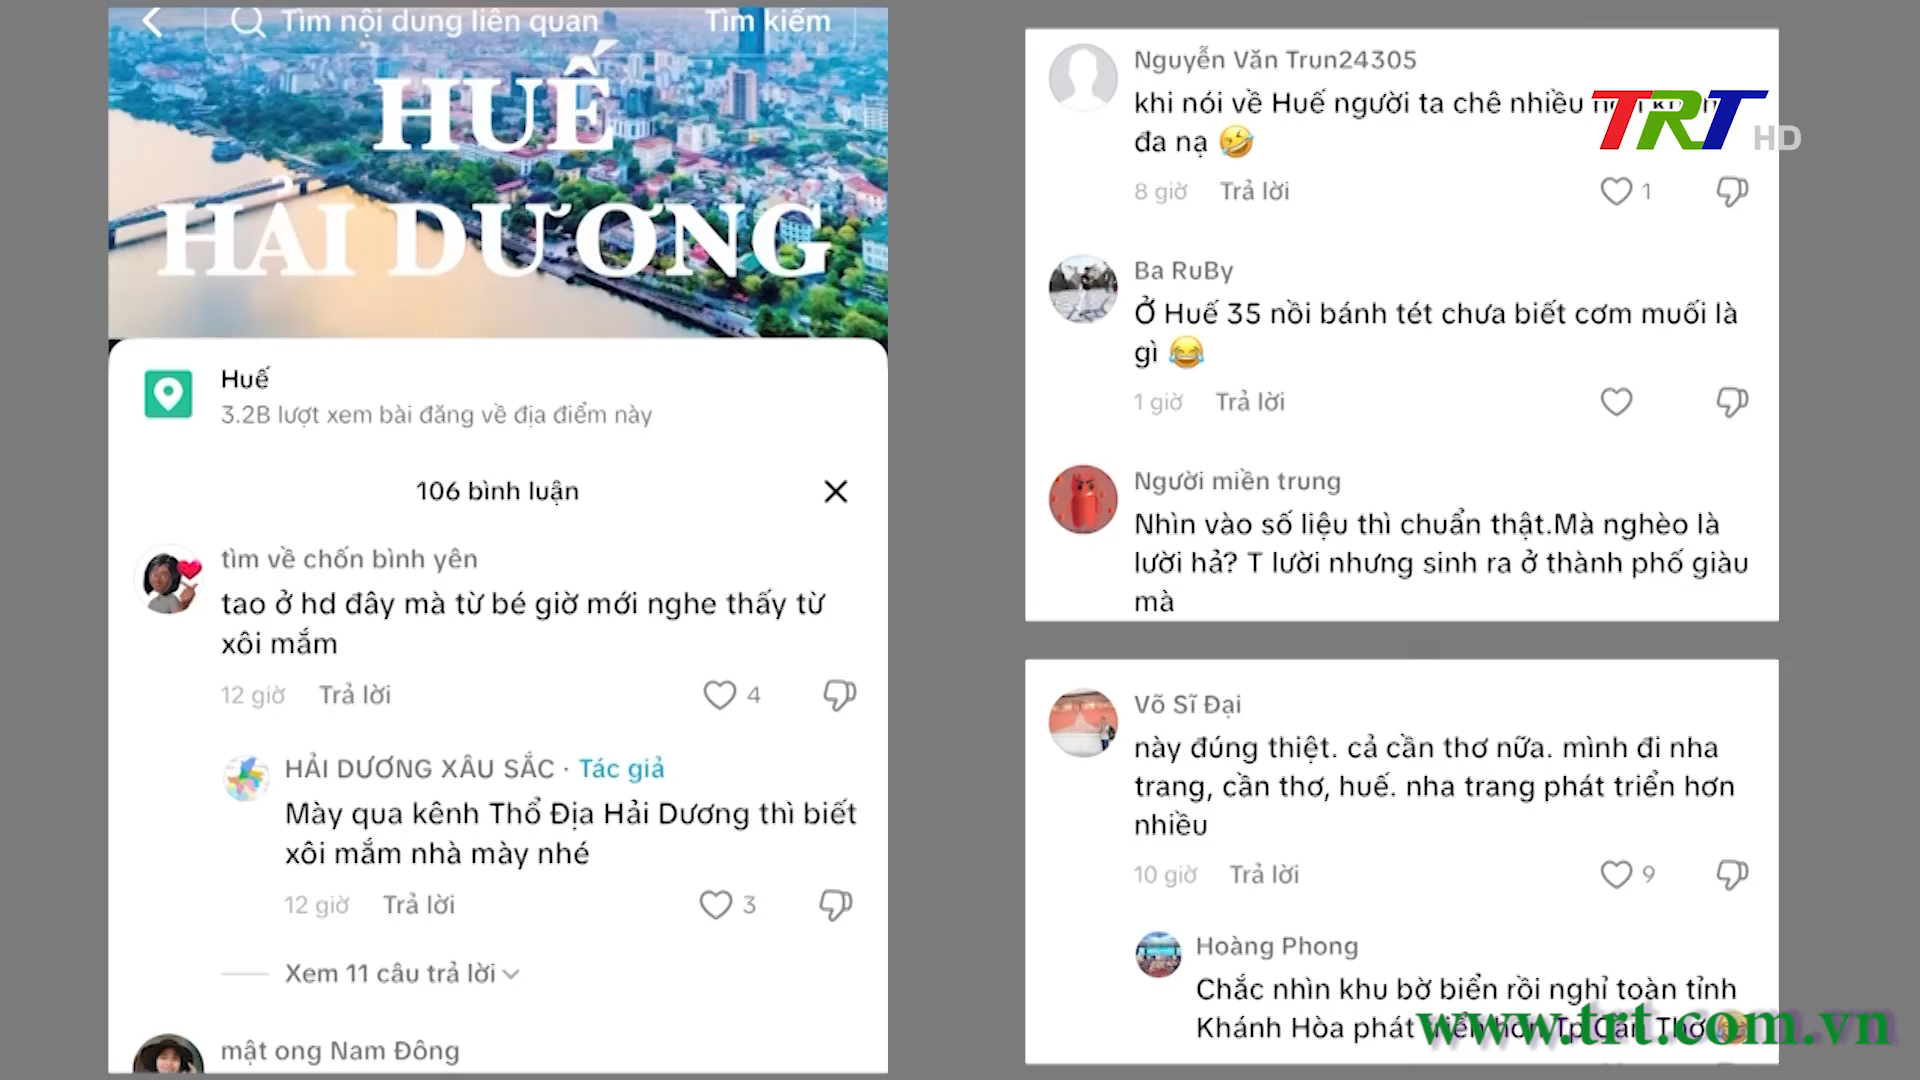 Tìm nội dung liên quan
Tìm kiếm
HUẾ
HẢI DƯƠNG
Huế
3.2B lượt xem bài đăng về địa điểm này
106 bình luận
tìm về chốn bình yên
tao ở hd đây mà từ bé giờ mới nghe thấy từ
xôi mắm
12 giờ Trả lời 4
HẢI DƯƠNG XÂU SẮC · Tác giả
Mày qua kênh Thổ Địa Hải Dương thì biết
xôi mắm nhà mày nhé
12 giờ Trả lời 3
Xem 11 câu trả lời
mật ong Nam Đông
Nguyễn Văn Trun24305
khi nói về Huế người ta chê nhiều
đa nạ
8 giờ Trả lời 1
TRT HD
Ba RuBy
Ở Huế 35 nồi bánh tét chưa biết cơm muối là
gì
1 giờ Trả lời
Người miền trung
Nhìn vào số liệu thì chuẩn thật.Mà nghèo là
lười hả? T lười nhưng sinh ra ở thành phố giàu
mà
Võ Sĩ Đại
này đúng thiệt. cả cần thơ nữa. mình đi nha
trang, cần thơ, huế. nha trang phát triển hơn
nhiều
10 giờ Trả lời 9
Hoàng Phong
Chắc nhìn khu bờ biển rồi nghỉ toàn tỉnh
Khánh Hòa phát triển hơn Tp Cần Thơ
www.trt.com.vn